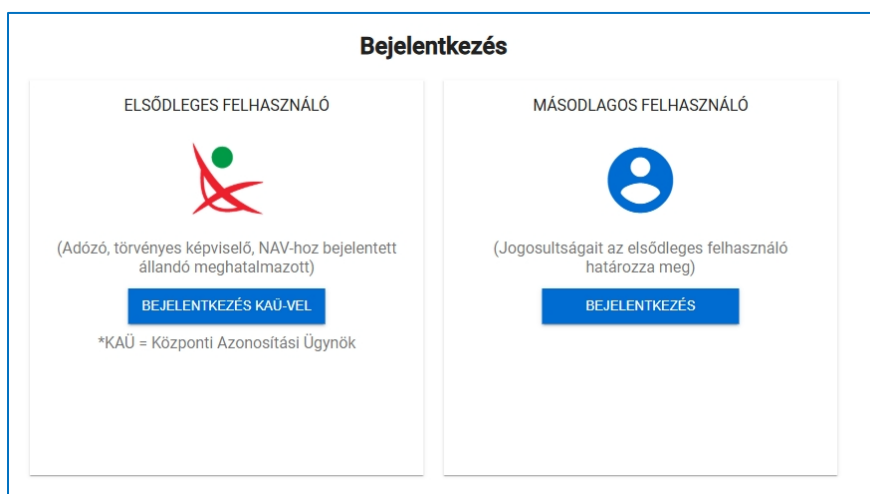 Bejelentkezés
ELSŐDLEGES FELHASZNÁLÓ
(Adózó, törvényes képviselő, NAV-hoz bejelentett
állandó meghatalmazott)
BEJELENTKEZÉS KAÜ-VEL
*KAÜ = Központi Azonosítási Ügynök
MÁSODLAGOS FELHASZNÁLÓ
(Jogosultságait az elsődleges felhasználó
határozza meg)
BEJELENTKEZÉS